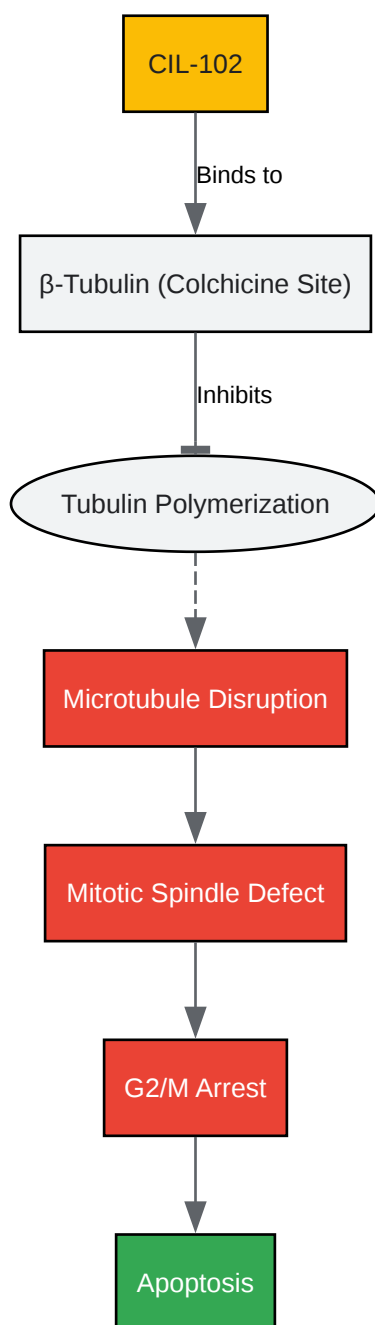 CIL-102
Binds to
β-Tubulin (Colchicine Site)
Inhibits
Tubulin Polymerization
Microtubule Disruption
Mitotic Spindle Defect
G2/M Arrest
Apoptosis